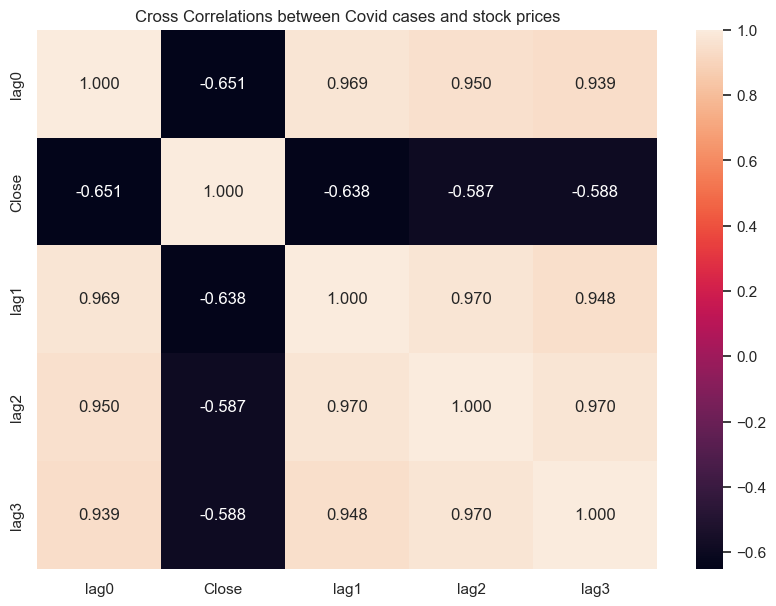 Cross Correlations between Covid cases and stock prices
lag0 1.000 -0.651 0.969 0.950 0.939
Close -0.651 1.000 -0.638 -0.587 -0.588
lag1 0.969 -0.638 1.000 0.970 0.948
lag2 0.950 -0.587 0.970 1.000 0.970
lag3 0.939 -0.588 0.948 0.970 1.000
lag0 Close lag1 lag2 lag3
1.0
0.8
0.6
0.4
0.2
0.0
-0.2
-0.4
-0.6